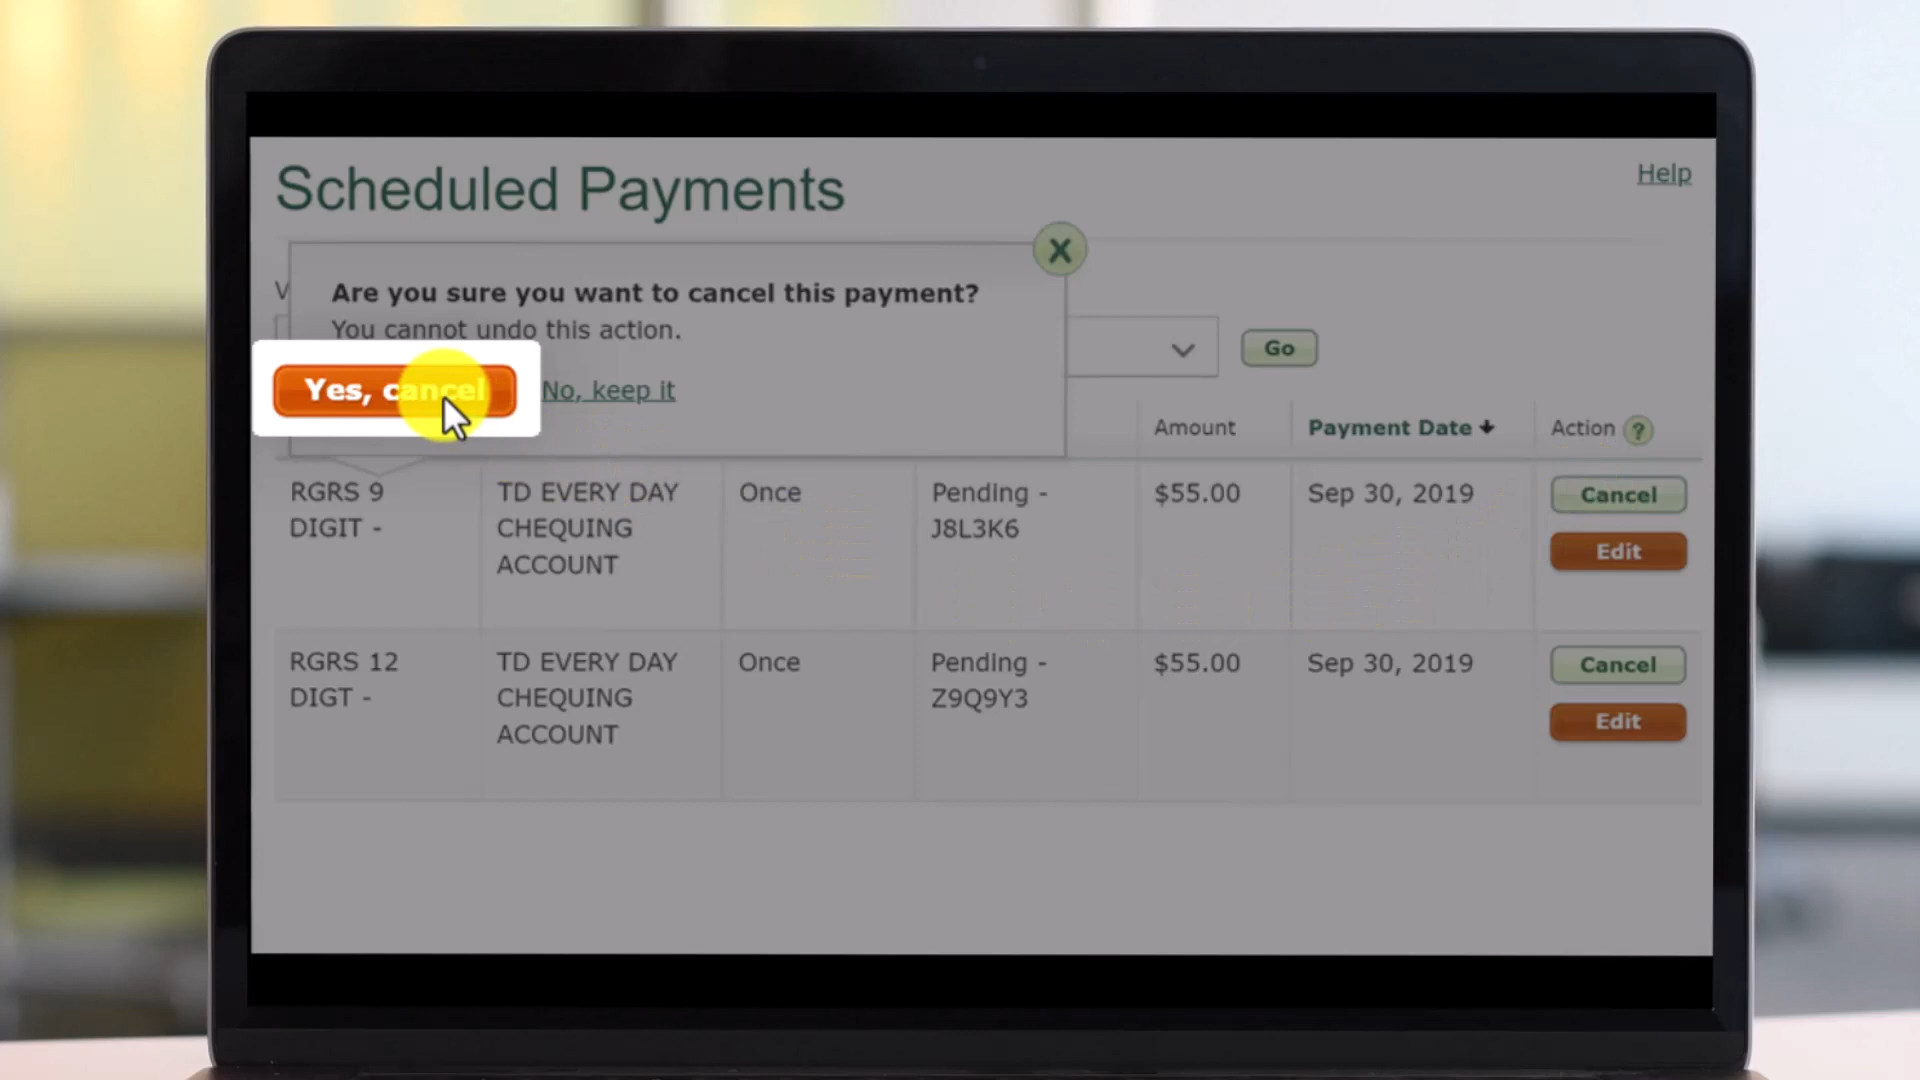 Scheduled Payments
Help
X
Are you sure you want to cancel this payment?
You cannot undo this action.
Yes, cancel
No, keep it
Go
Amount
Payment Date
Action ?
RGRS 9
DIGIT -
TD EVERY DAY
CHEQUING
ACCOUNT
Once
Pending -
J8L3K6
$55.00
Sep 30, 2019
Cancel
Edit
RGRS 12
DIGT -
TD EVERY DAY
CHEQUING
ACCOUNT
Once
Pending -
Z9Q9Y3
$55.00
Sep 30, 2019
Cancel
Edit